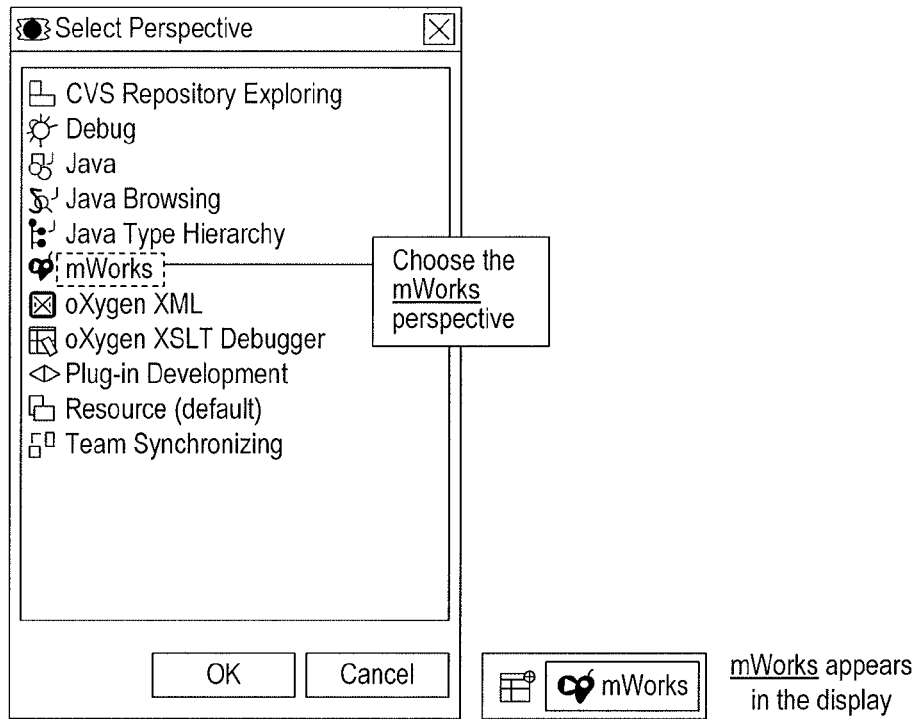 Select Perspective
CVS Repository Exploring
Debug
Java
Java Browsing
Java Type Hierarchy
mWorks
Choose the
mWorks
perspective
oXygen XML
oXygen XSLT Debugger
Plug-in Development
Resource (default)
Team Synchronizing
OK
Cancel
mWorks
mWorks appears
in the display